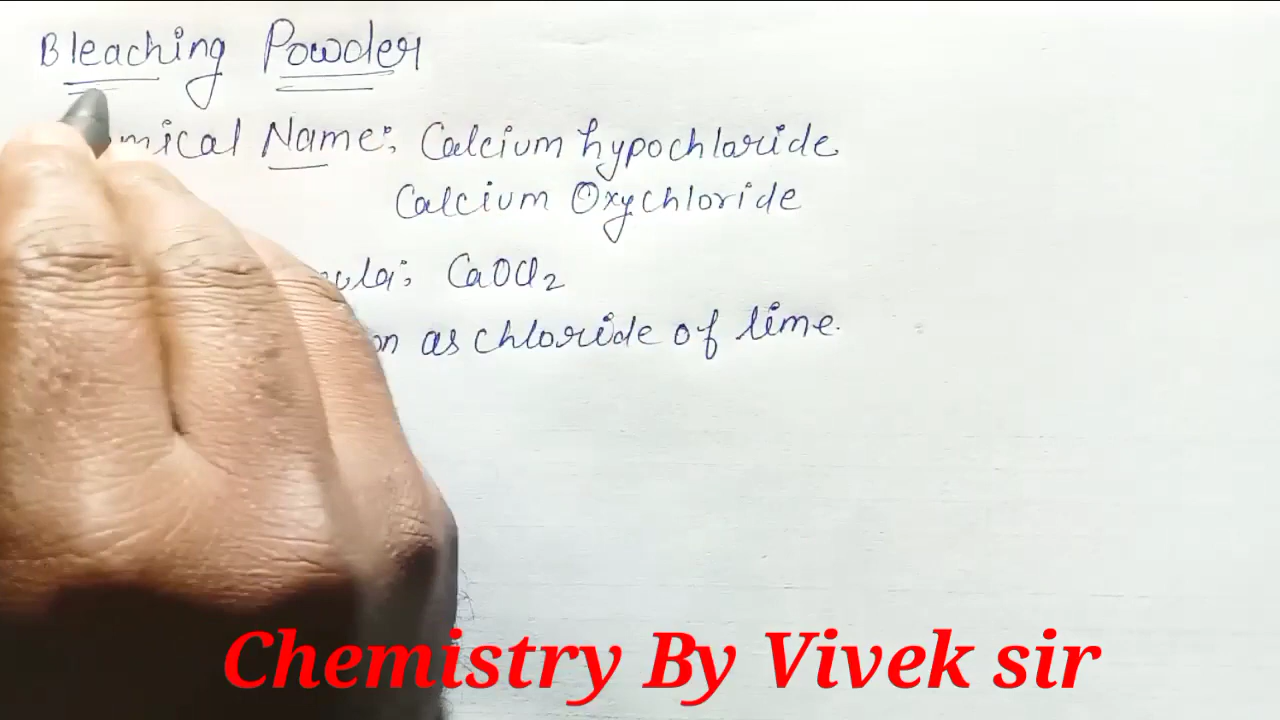 Bleaching Powder
mical Name: Calcium hypochloride
Calcium Oxychloride
ula: CaOCl2
on as chloride of lime.
Chemistry By Vivek sir